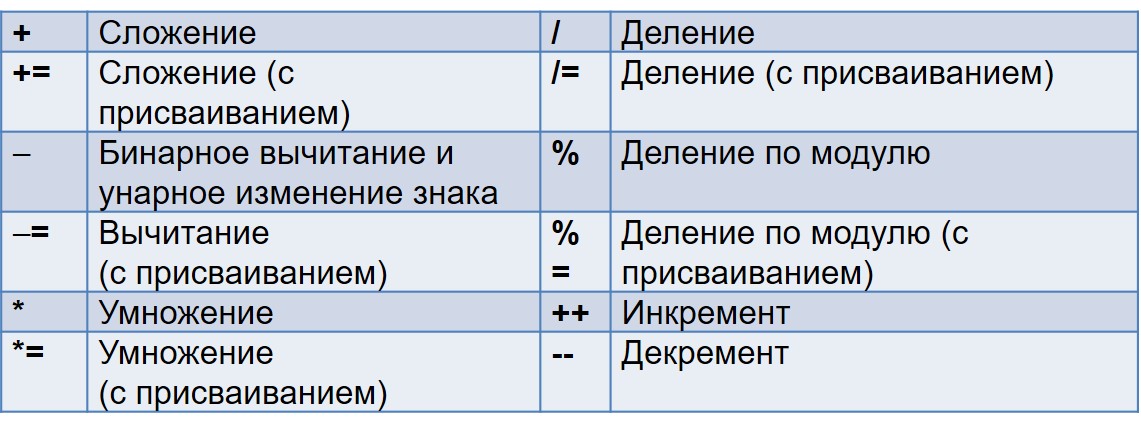 + Сложение / Деление
+= Сложение (с /= Деление (с присваиванием)
присваиванием)
– Бинарное вычитание и % Деление по модулю
унарное изменение знака
–= Вычитание % Деление по модулю (с
(с присваиванием) = присваиванием)
* Умножение ++ Инкремент
*= Умножение -- Декремент
(с присваиванием)